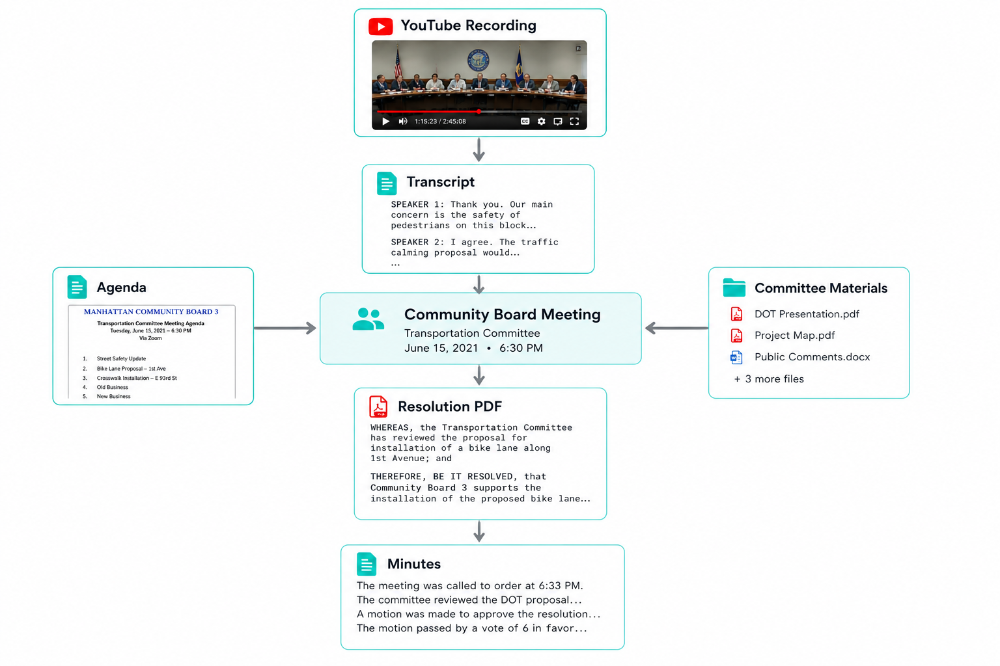 YouTube Recording
1:15:23 / 2:45:08
CC
Transcript
SPEAKER 1: Thank you. Our main
concern is the safety of
pedestrians on this block...
SPEAKER 2: I agree. The traffic
calming proposal would...
...
Agenda
MANHATTAN COMMUNITY BOARD 3
Transportation Committee Meeting Agenda
Tuesday, June 15, 2021 – 6:30 PM
Via Zoom
1. Street Safety Update
2. Bike Lane Proposal – 1st Ave
3. Crosswalk Installation – E 93rd St
4. Old Business
5. New Business
Community Board Meeting
Transportation Committee
June 15, 2021 • 6:30 PM
Committee Materials
DOT Presentation.pdf
Project Map.pdf
W
Public Comments.docx
+ 3 more files
Resolution PDF
WHEREAS, the Transportation Committee
has reviewed the proposal for
installation of a bike lane along
1st Avenue; and
THEREFORE, BE IT RESOLVED, that
Community Board 3 supports the
installation of the proposed bike lane...
Minutes
The meeting was called to order at 6:33 PM.
The committee reviewed the DOT proposal...
A motion was made to approve the resolution...
The motion passed by a vote of 6 in favor...